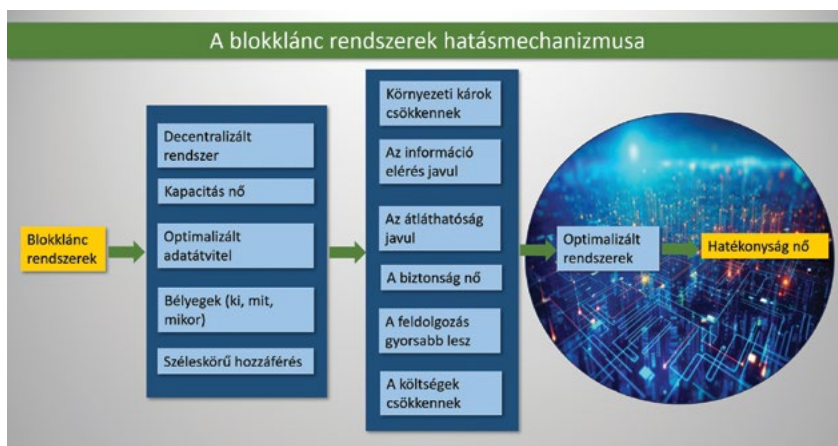 A blokklánc rendszerek hatásmechanizmusa
Blokklánc
rendszerek
Decentralizált
rendszer
Kapacitás nő
Optimalizált
adatátvitel
Bélyegek (ki, mit,
mikor)
Széleskörű hozzáférés
Környezeti károk
csökkennek
Az információ
elérés javul
Az átláthatóság
javul
A biztonság nő
A feldolgozás
gyorsabb lesz
A költségek
csökkennek
Optimalizált
rendszerek
Hatékonyság nő